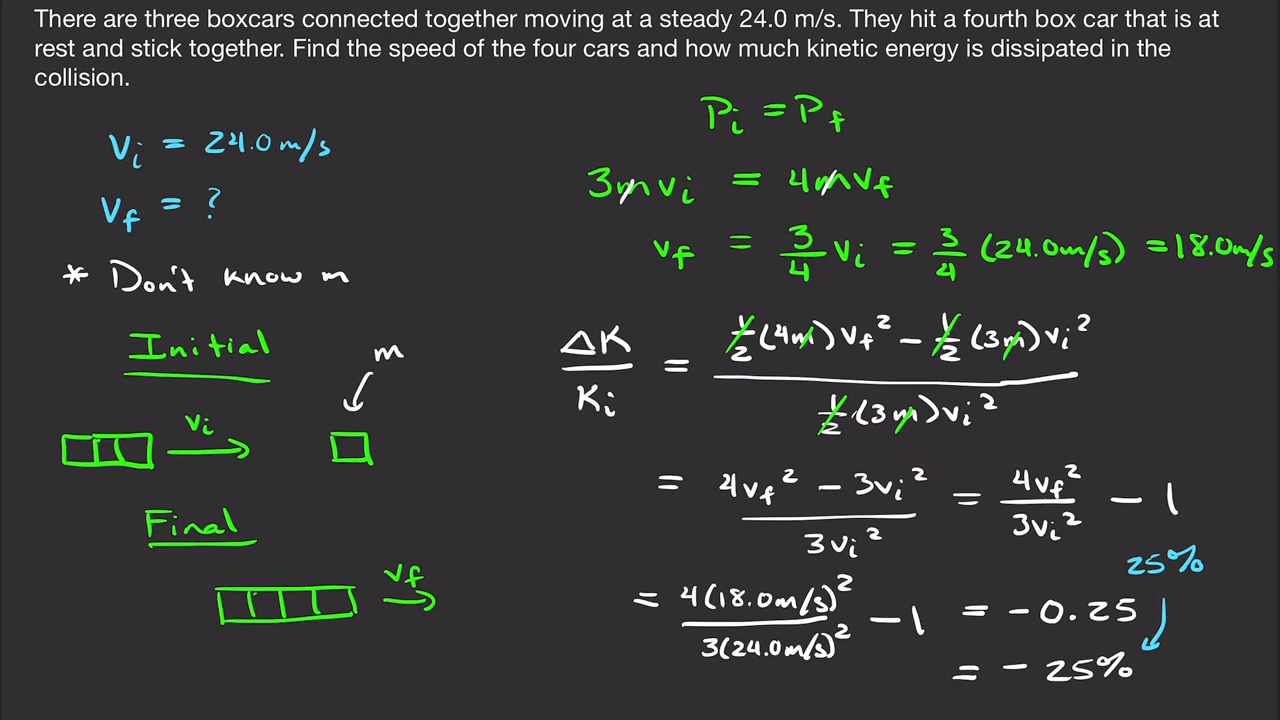 There are three boxcars connected together moving at a steady 24.0 m/s. They hit a fourth box car that is at
rest and stick together. Find the speed of the four cars and how much kinetic energy is dissipated in the
collision.
Vi = 24.0 m/s
Vf = ?
* Don't know m
Initial
m
vi
Final
vf
Pi = Pf
3mvi = 4mvf
vf = 3/4 vi = 3/4 (24.0m/s) = 18.0m/s
ΔK/Ki = (½(4m)vf² − ½(3m)vi²)/(½(3m)vi²)
= (4vf² − 3vi²)/(3vi²) = 4vf²/3vi² − 1
25%
= 4(18.0m/s)²/3(24.0m/s)² − 1 = −0.25
= − 25%